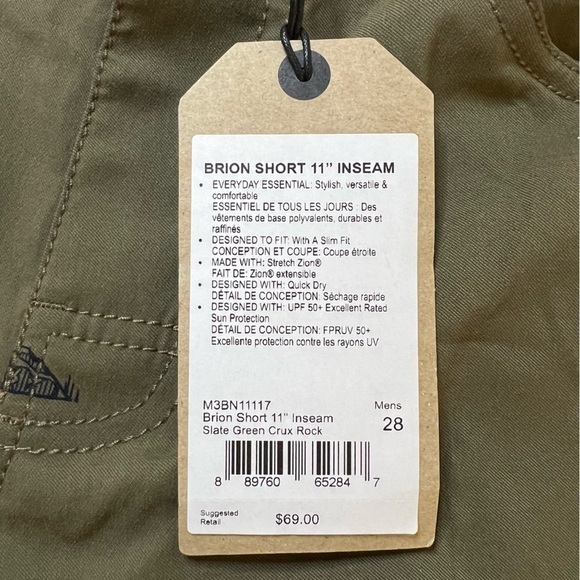 BRION SHORT 11” INSEAM
• EVERYDAY ESSENTIAL: Stylish, versatile &
comfortable
ESSENTIEL DE TOUS LES JOURS : Des
vêtements de base polyvalents, durables et
raffinés
• DESIGNED TO FIT: With A Slim Fit
CONCEPTION ET COUPE: Coupe étroite
• MADE WITH: Stretch Zion®
FAIT DE: Zion® extensible
• DESIGNED WITH: Quick Dry
DÉTAIL DE CONCEPTION: Séchage rapide
• DESIGNED WITH: UPF 50+ Excellent Rated
Sun Protection
DÉTAIL DE CONCEPTION: FPRUV 50+
Excellente protection contre les rayons UV
M3BN11117 Mens
Brion Short 11” Inseam 28
Slate Green Crux Rock
8 89760 65284 7
Suggested
Retail $69.00